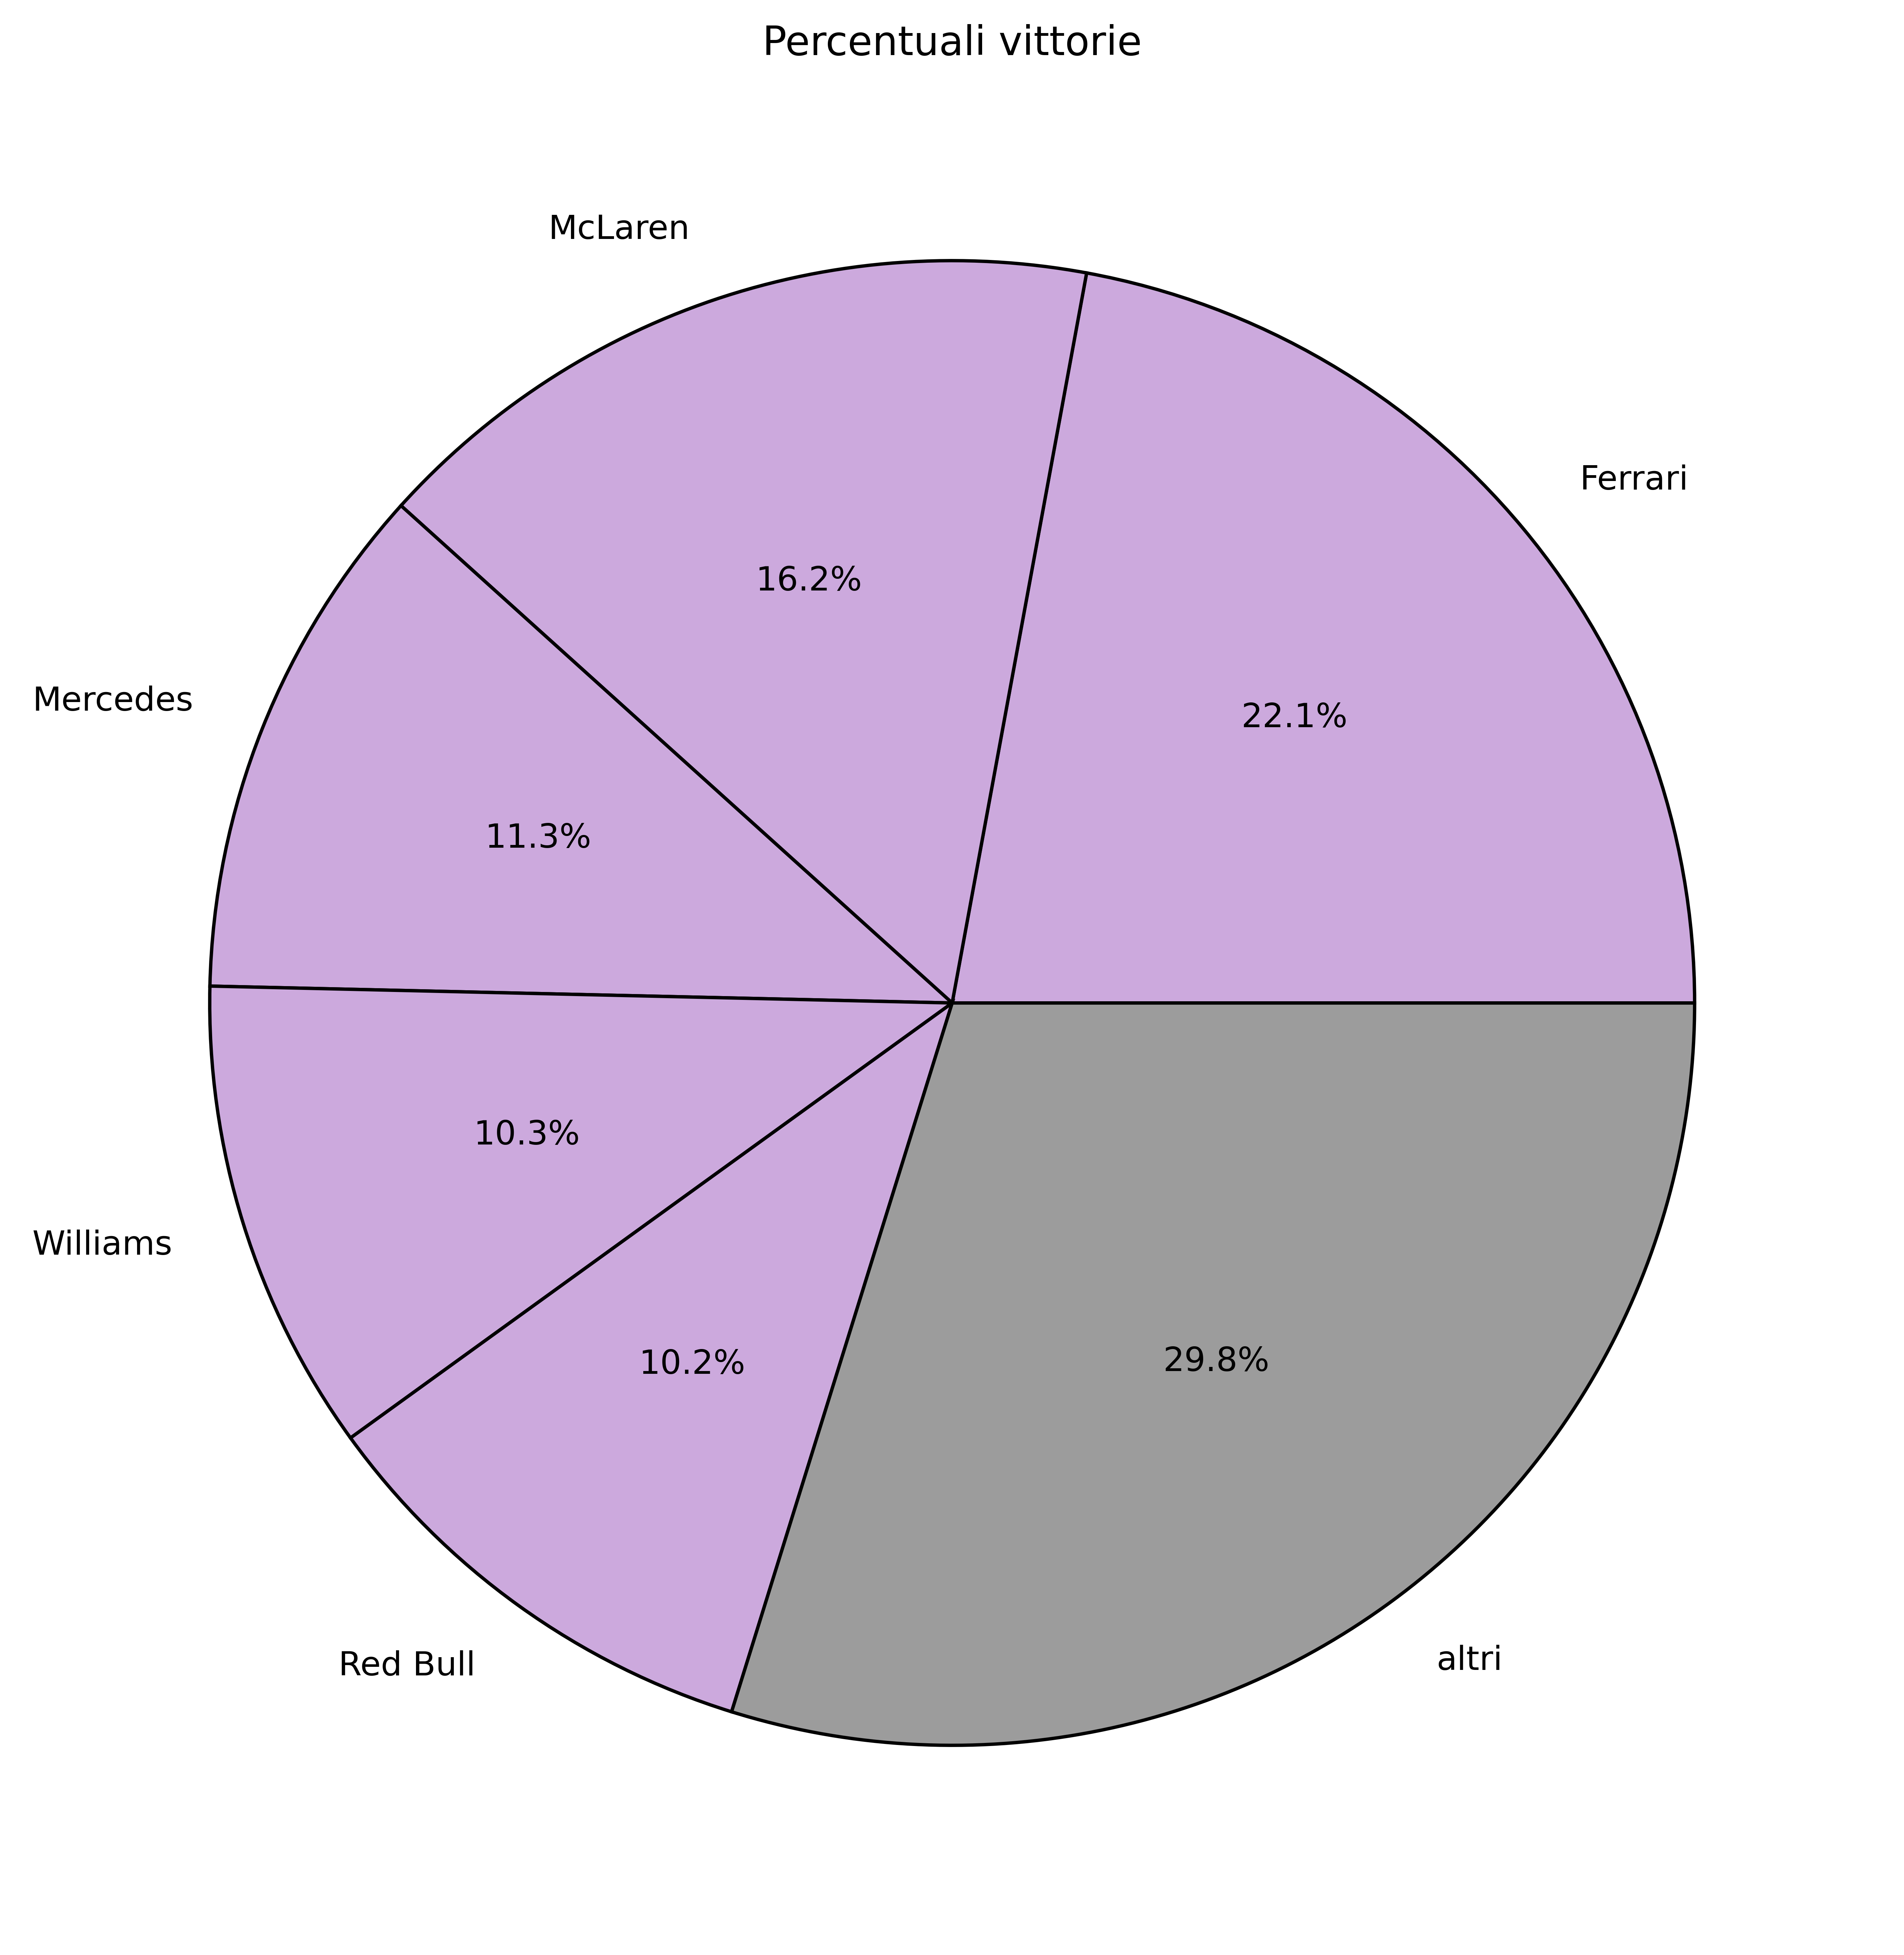 Percentuali vittorie
McLaren
Ferrari
16.2%
Mercedes
22.1%
11.3%
10.3%
Williams
10.2%
29.8%
Red Bull
altri